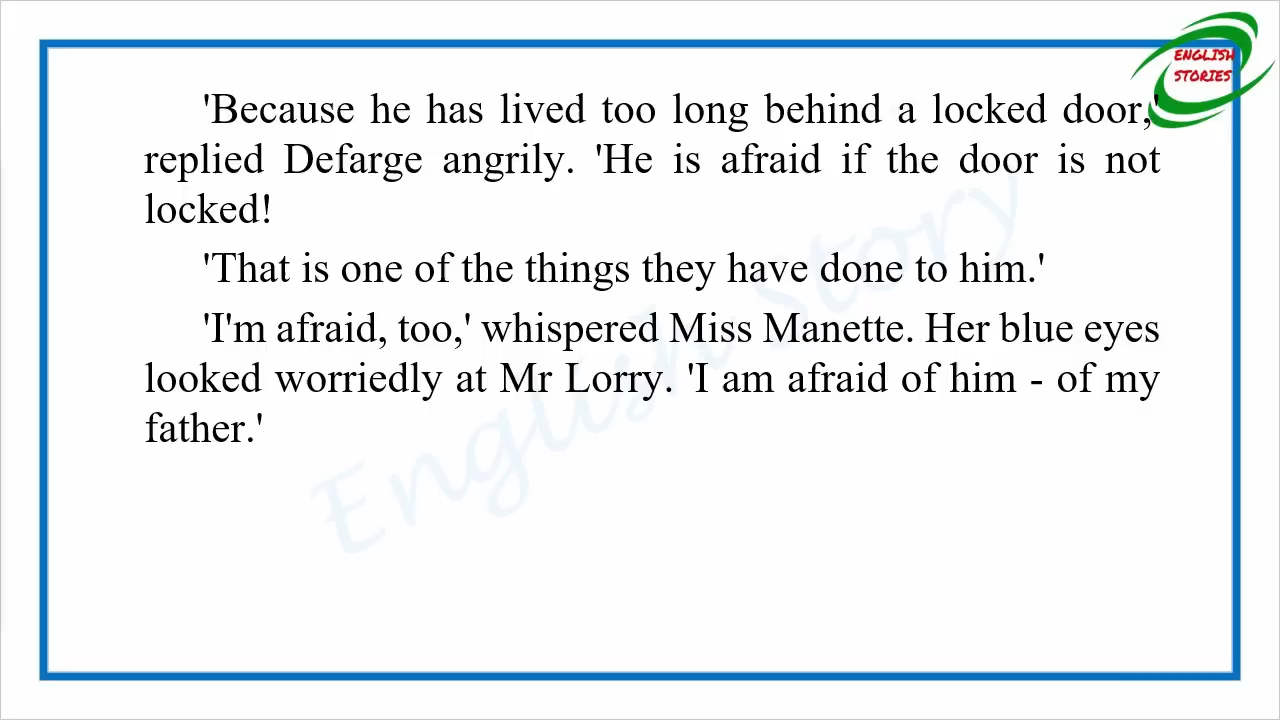 ENGLISH
STORIES
'Because he has lived too long behind a locked door,'
replied Defarge angrily. 'He is afraid if the door is not
locked!
'That is one of the things they have done to him.'
'I'm afraid, too,' whispered Miss Manette. Her blue eyes
looked worriedly at Mr Lorry. 'I am afraid of him - of my
father.'
English Story